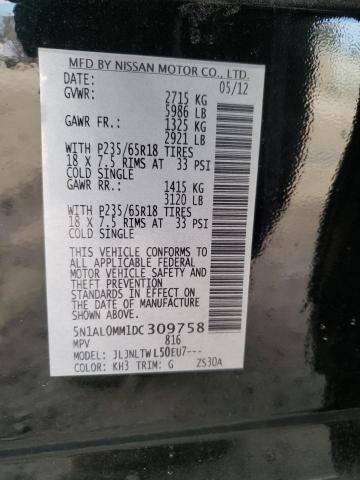 MFD BY NISSAN MOTOR CO., LTD.
DATE: 05/12
GVWR: 2715 KG
5986 LB
GAWR FR.: 1325 KG
2921 LB
WITH P235/65R18 TIRES
18 X 7.5 RIMS AT 33 PSI
COLD SINGLE
GAWR RR.: 1415 KG
3120 LB
WITH P235/65R18 TIRES
18 X 7.5 RIMS AT 33 PSI
COLD SINGLE
THIS VEHICLE CONFORMS TO
ALL APPLICABLE FEDERAL
MOTOR VEHICLE SAFETY AND
THEFT PREVENTION
STANDARDS IN EFFECT ON
THE DATE OF MANUFACTURE
SHOWN ABOVE.
5N1AL0MM1DC309758
MPV 816
MODEL: JLJNLTWL50EU7---
COLOR: KH3 TRIM: G ZS30A